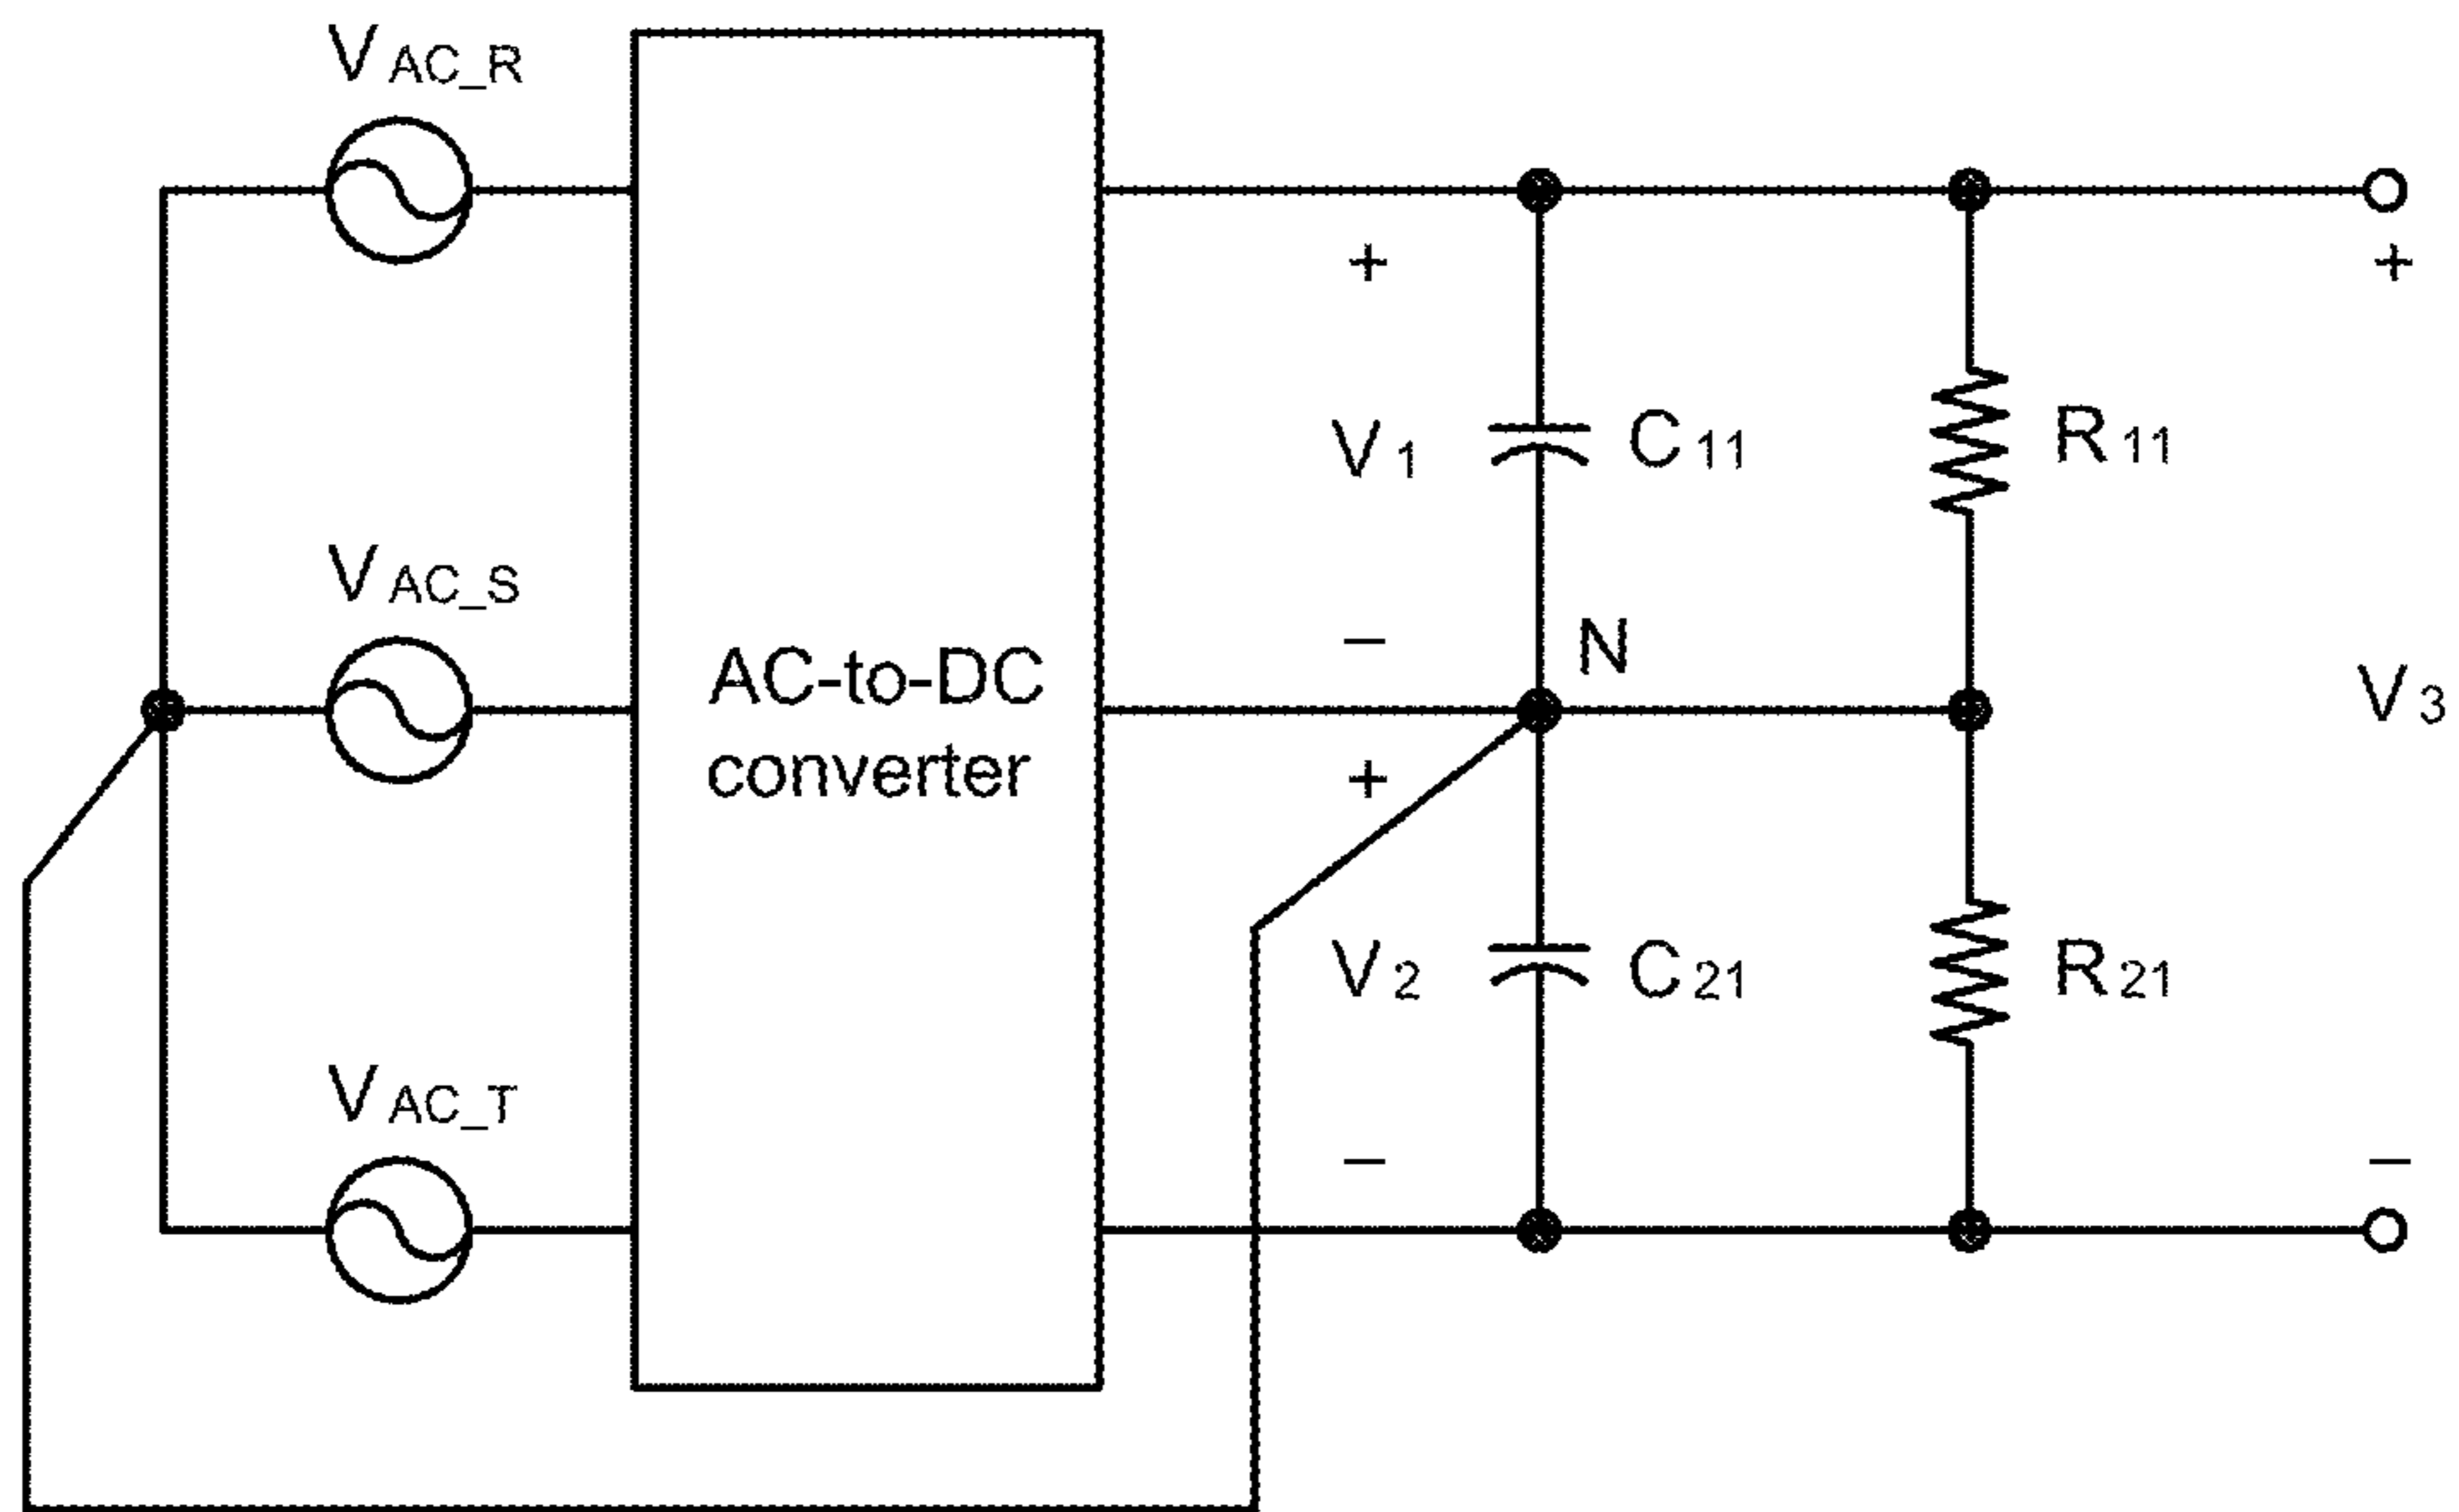 VAC_R
+
+
V1
C11
R11
VAC_S
−
N
AC-to-DC
converter
V3
+
V2
C21
R21
VAC_T
−
−